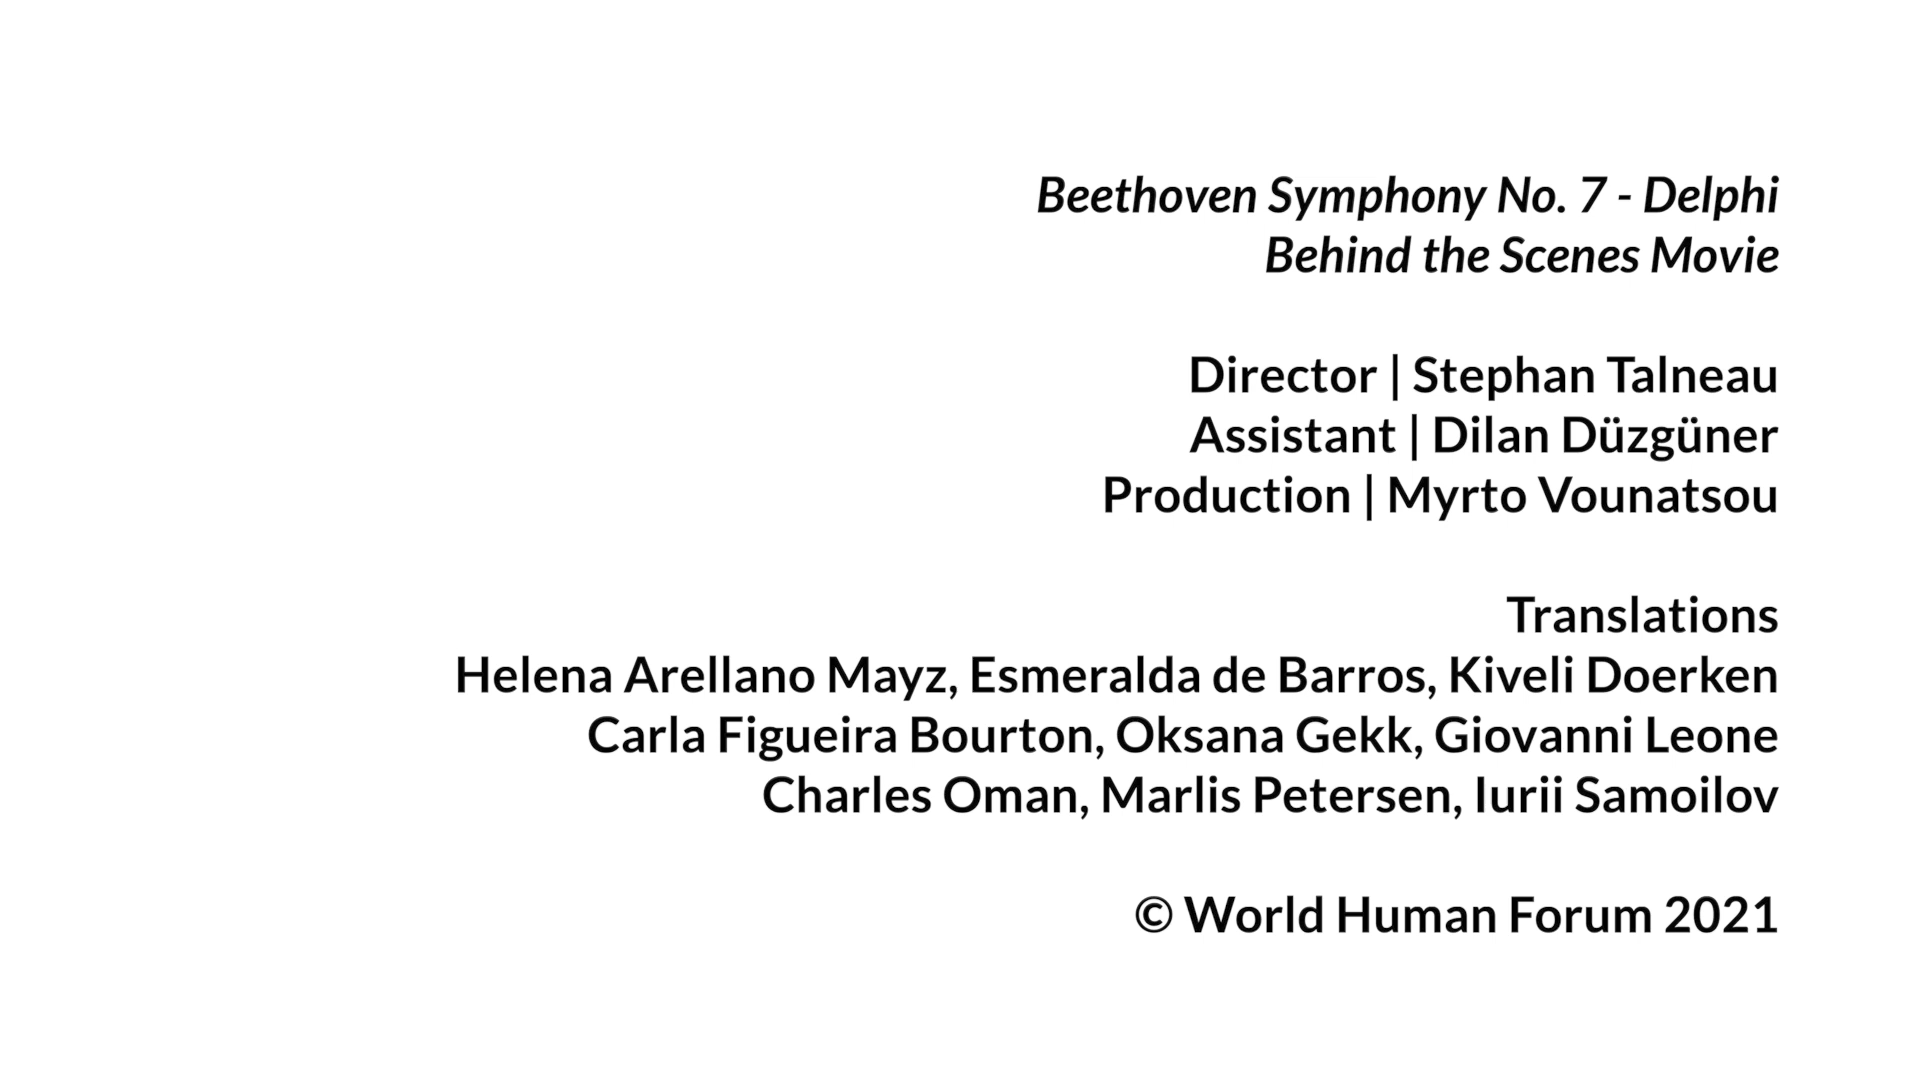 Beethoven Symphony No. 7 - Delphi
Behind the Scenes Movie
Director | Stephan Talneau
Assistant | Dilan Düzgüner
Production | Myrto Vounatsou
Translations
Helena Arellano Mayz, Esmeralda de Barros, Kiveli Doerken
Carla Figueira Bourton, Oksana Gekk, Giovanni Leone
Charles Oman, Marlis Petersen, Iurii Samoilov
© World Human Forum 2021